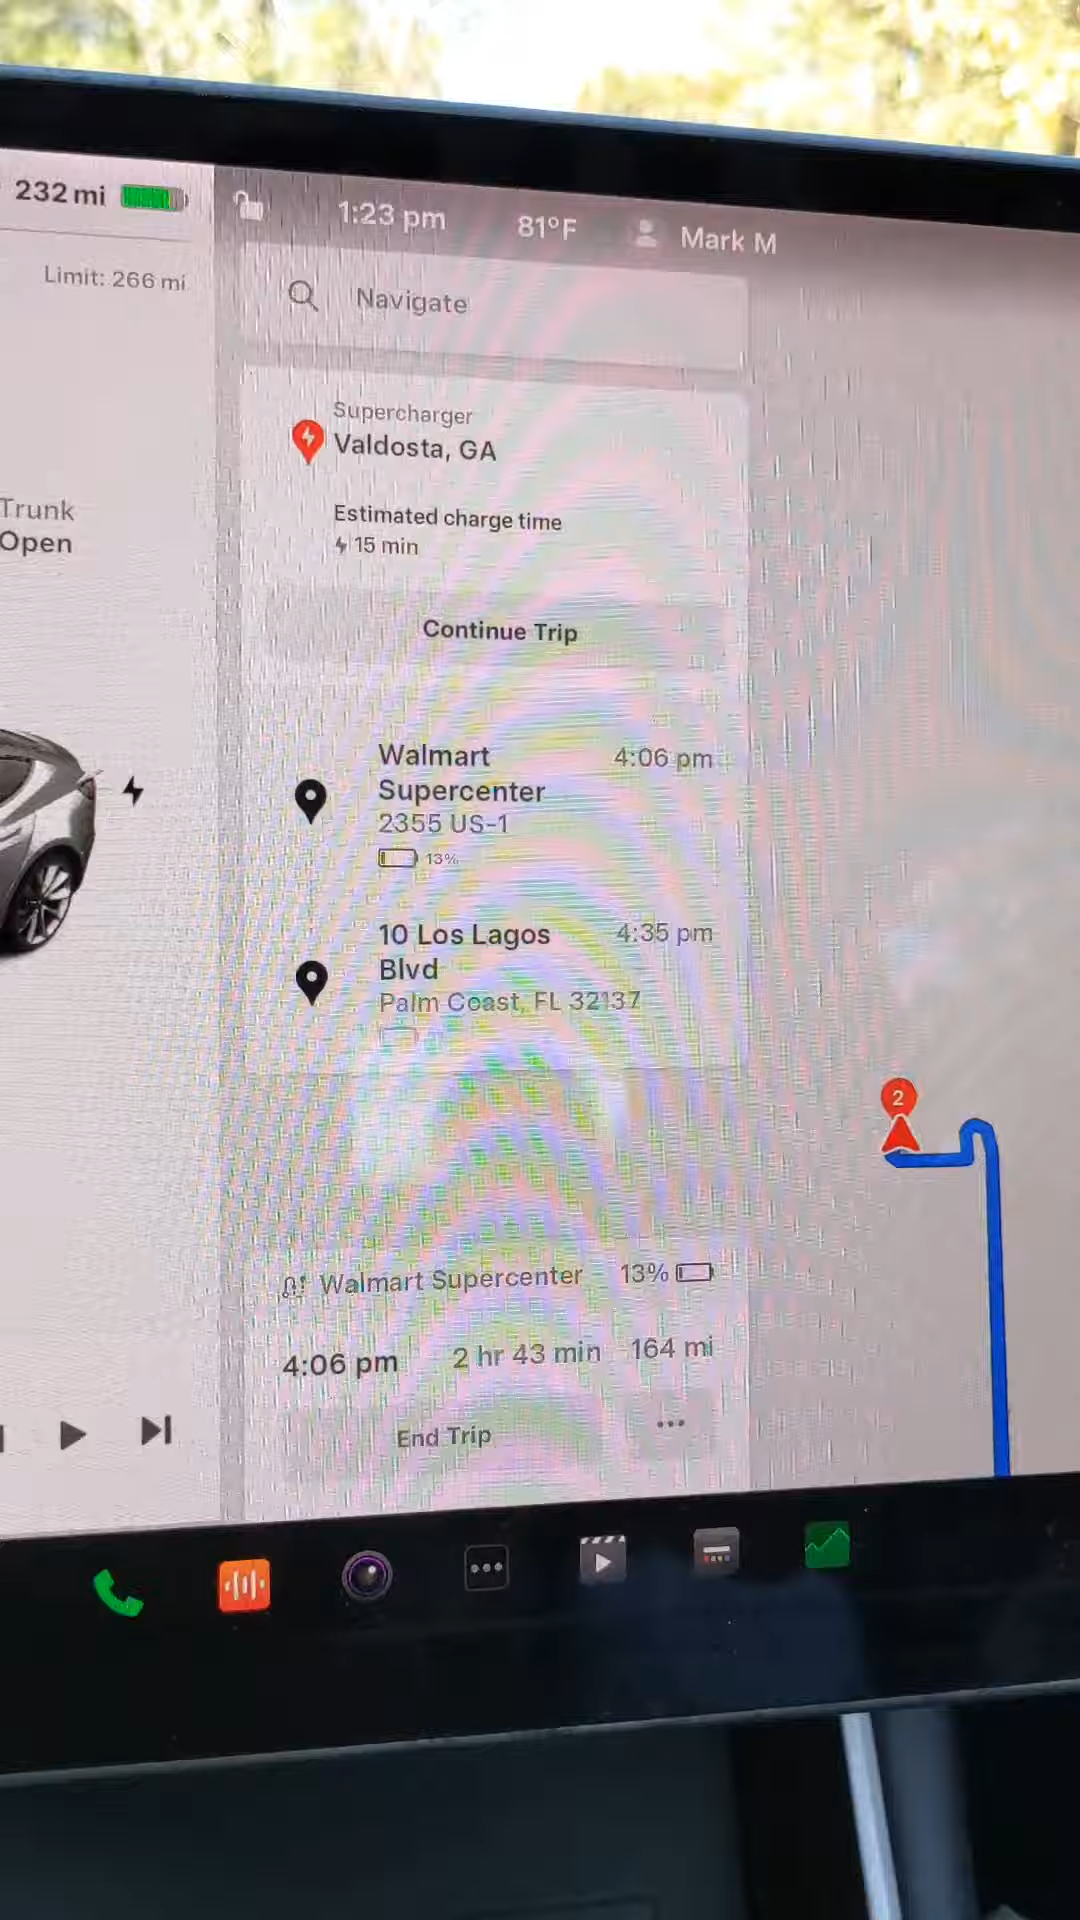 232 mi
1:23 pm
81°F
Mark M
Limit: 266 mi
Navigate
Supercharger
Valdosta, GA
Estimated charge time
15 min
Trunk
Open
Continue Trip
Walmart
Supercenter
4:06 pm
2355 US-1
13%
10 Los Lagos
Blvd
4:35 pm
Palm Coast, FL 32137
2
Walmart Supercenter
13%
4:06 pm
2 hr 43 min
164 mi
End Trip